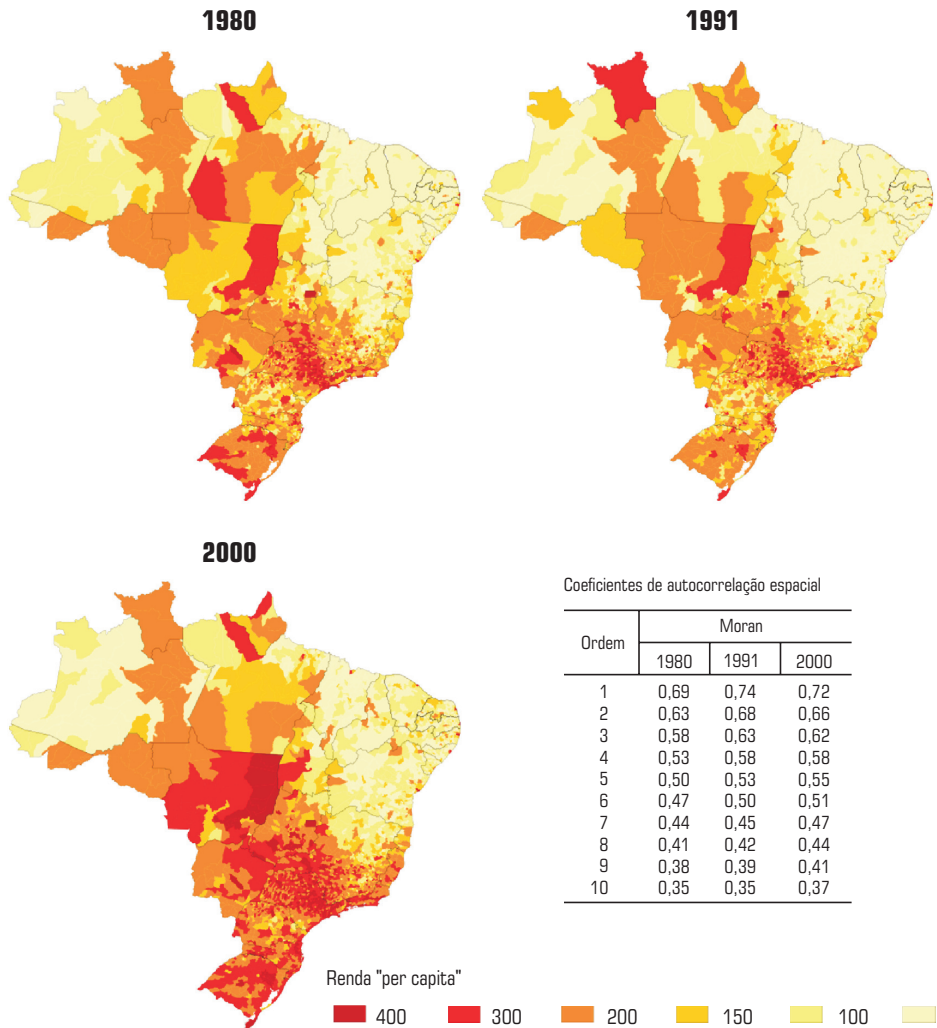 1980
1991
2000
Coeficientes de autocorrelação espacial
Ordem Moran
1980 1991 2000
1 0,69 0,74 0,72
2 0,63 0,68 0,66
3 0,58 0,63 0,62
4 0,53 0,58 0,58
5 0,50 0,53 0,55
6 0,47 0,50 0,51
7 0,44 0,45 0,47
8 0,41 0,42 0,44
9 0,38 0,39 0,41
10 0,35 0,35 0,37
Renda "per capita"
400 300 200 150 100